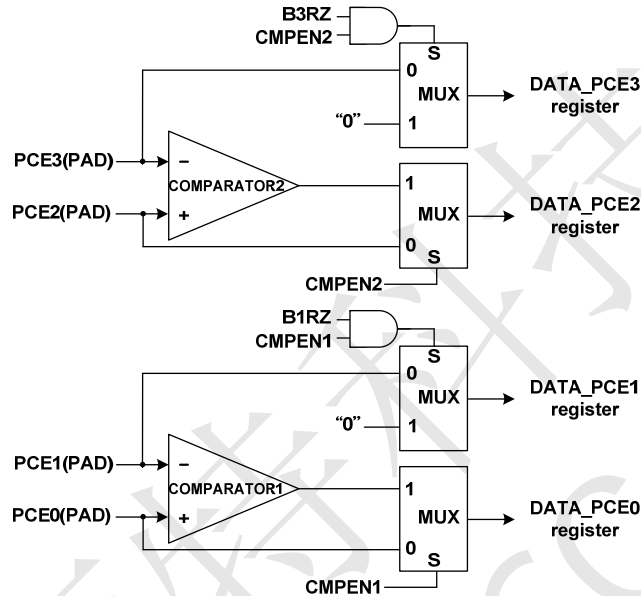 B3RZ
CMPEN2
S
0
MUX
DATA_PCE3
register
“0”
1
PCE3(PAD)
−
COMPARATOR2
1
MUX
DATA_PCE2
register
PCE2(PAD)
+
0
S
CMPEN2
B1RZ
CMPEN1
S
0
MUX
DATA_PCE1
register
“0”
1
PCE1(PAD)
−
COMPARATOR1
1
MUX
DATA_PCE0
register
PCE0(PAD)
+
0
S
CMPEN1